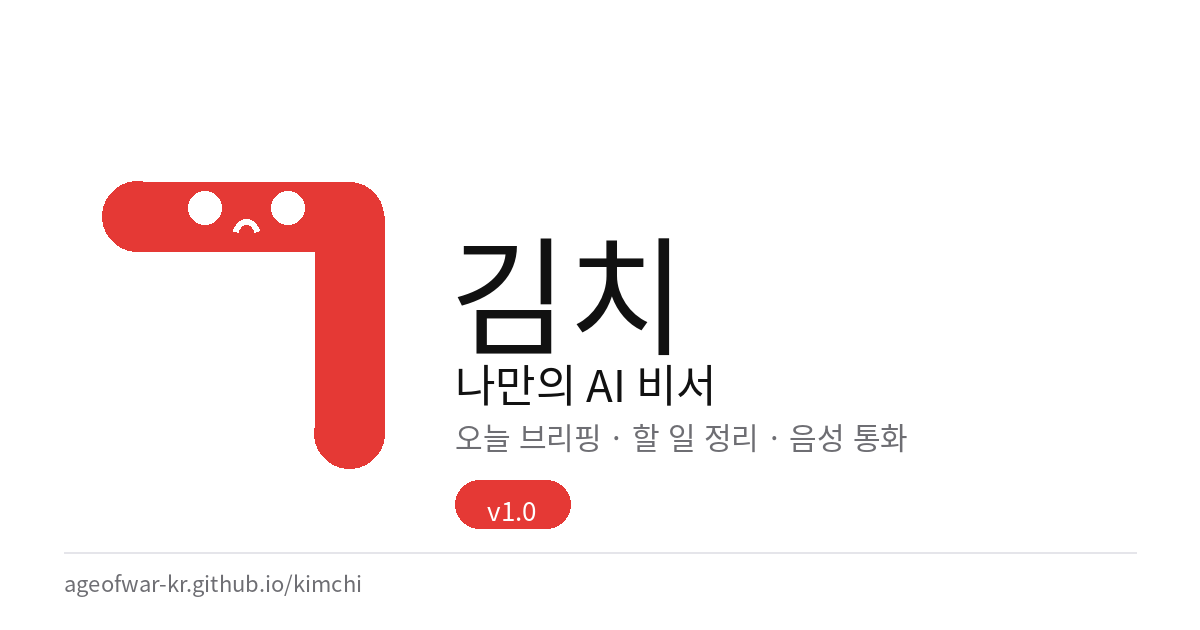 김치
나만의 AI 비서
오늘 브리핑 · 할 일 정리 · 음성 통화
v1.0
ageofwar-kr.github.io/kimchi